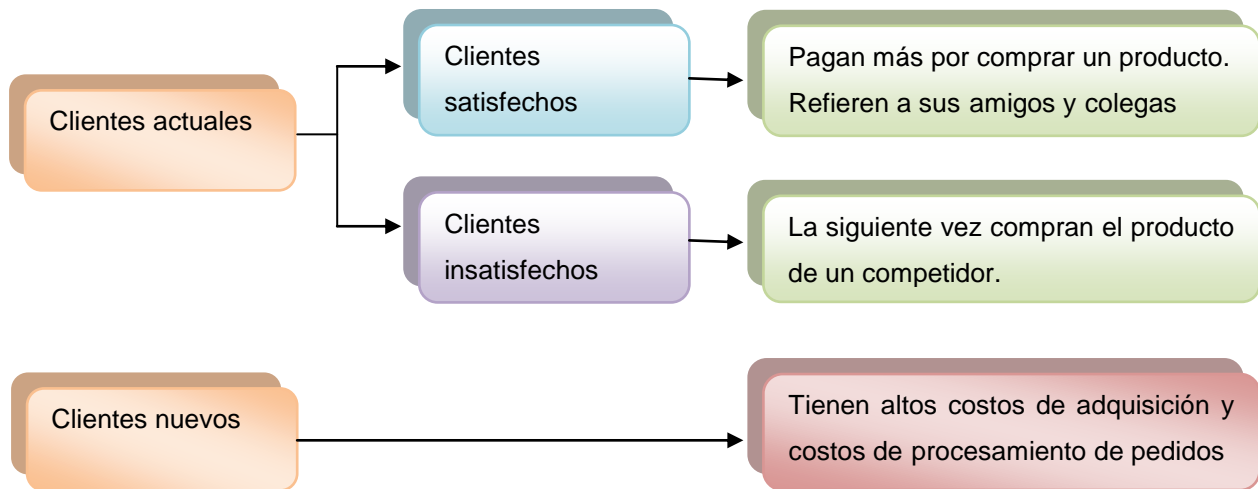 Clientes actuales
Clientes
satisfechos
Pagan más por comprar un producto.
Refieren a sus amigos y colegas
Clientes
insatisfechos
La siguiente vez compran el producto
de un competidor.
Clientes nuevos
Tienen altos costos de adquisición y
costos de procesamiento de pedidos